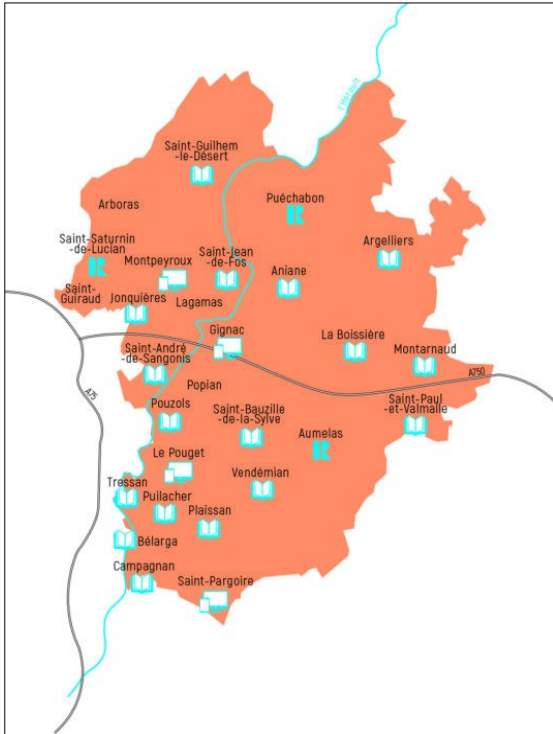 l'Hérault
Saint-Guilhem
-le-Désert
Puéchabon
Arboras
Saint-Saturnin
-de-Lucian
Saint-Jean
-de-Fos
Argelliers
Montpeyroux
Aniane
Saint-
Guiraud
Jonquières
Lagamas
Gignac
La Boissière
Saint-André
-de-Sangonis
Montarnaud
A750
A75
Popian
Pouzols
Saint-Bauzille
-de-la-Sylve
Saint-Paul
-et-Valmalle
Aumelas
Le Pouget
Vendémian
Tressan
Puilacher
Plaissan
Bélarga
Campagnan
Saint-Pargoire